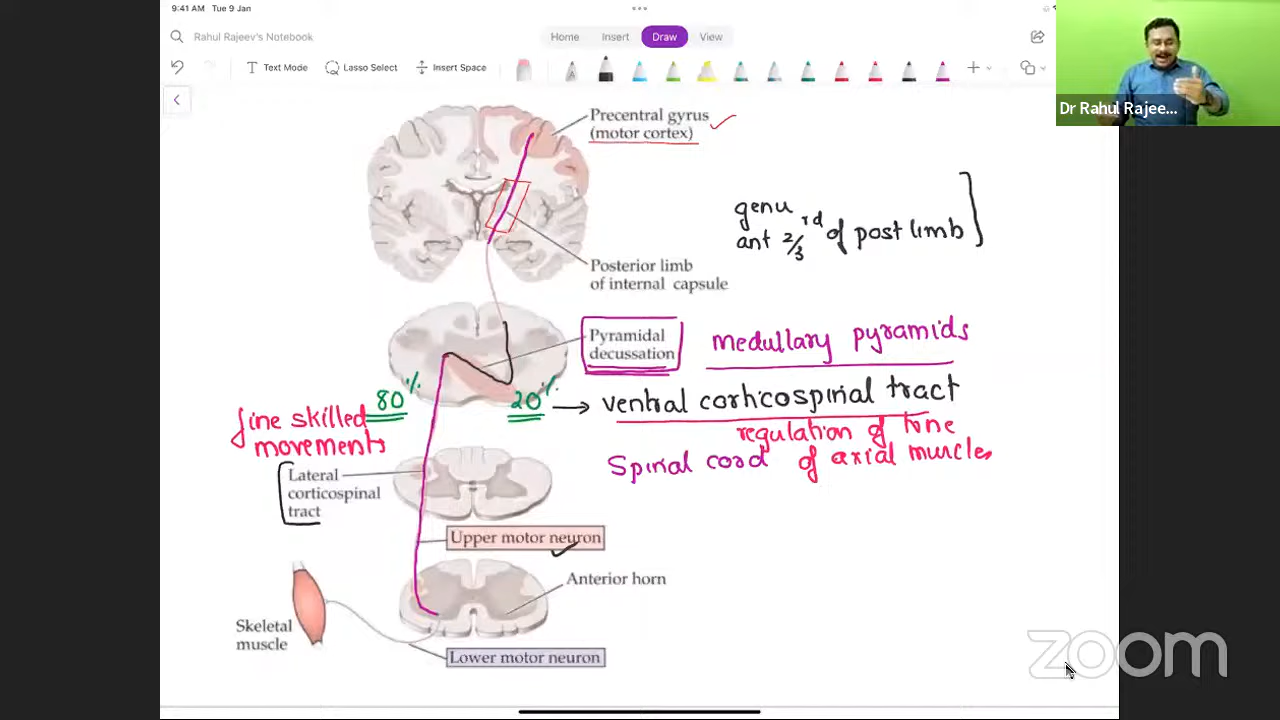 9:41 AM Tue 9 Jan
Rahul Rajeev's Notebook
Home Insert Draw View
Text Mode Lasso Select Insert Space
Dr Rahul Rajee...
Precentral gyrus
(motor cortex)
genu
ant 2/3 rd of post limb
Posterior limb
of internal capsule
Pyramidal
decussation
medullary pyramids
80%
20%
ventral corticospinal tract
fine skilled
movements
regulation of tone
of axial muscles
Spinal cord
Lateral
corticospinal
tract
Upper motor neuron
Anterior horn
Skeletal
muscle
Lower motor neuron
zoom